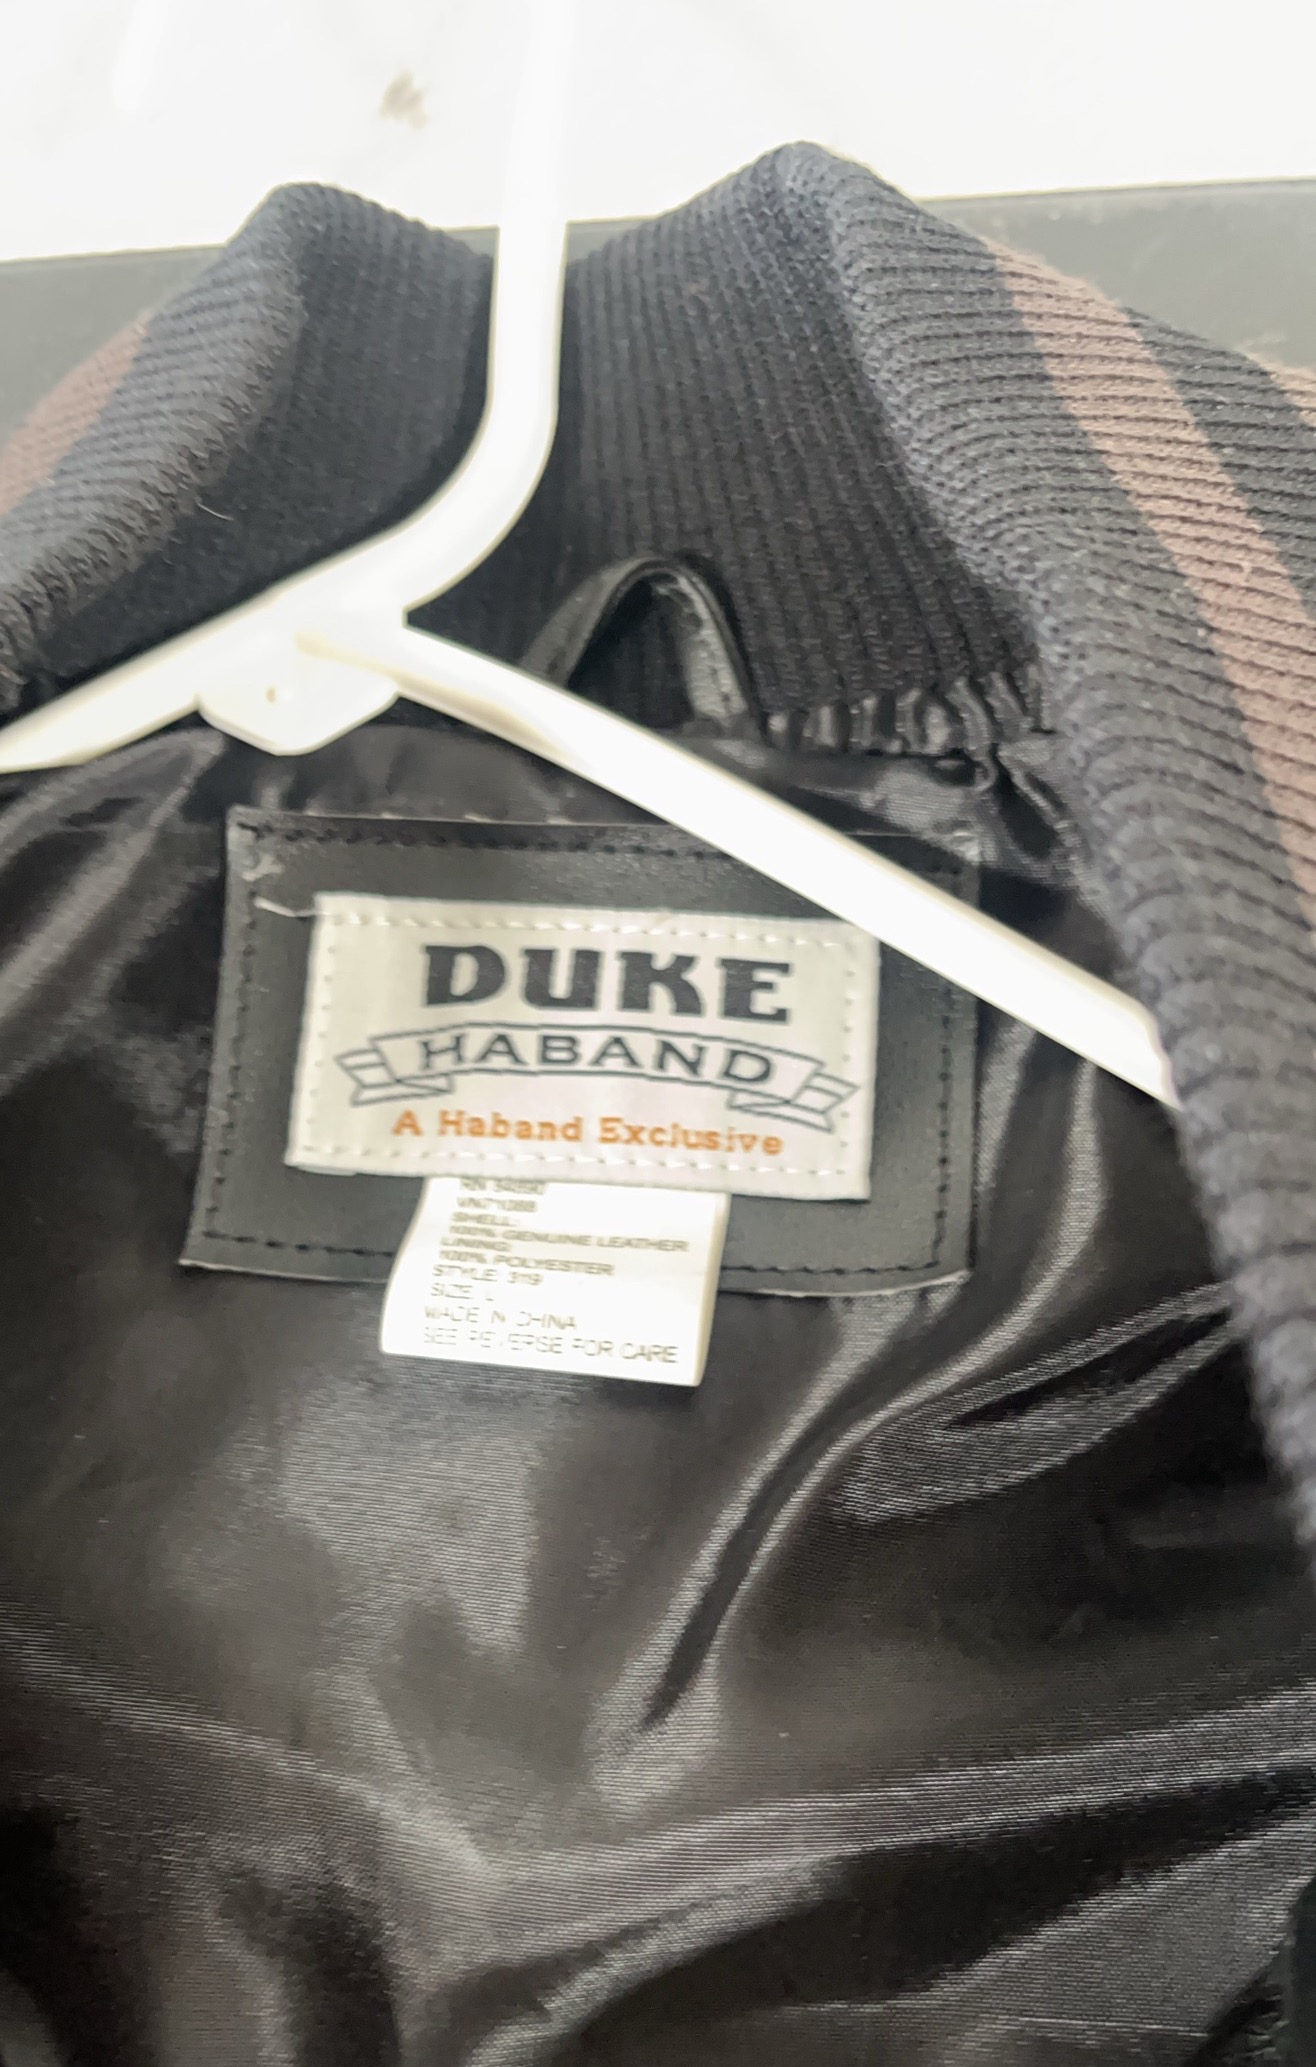 DUKE
HABAND
A Haband Exclusive
SHELL:
100% GENUINE LEATHER
LINING:
100% POLYESTER
STYLE: 319
SIZE: L
MADE IN CHINA
SEE REVERSE FOR CARE